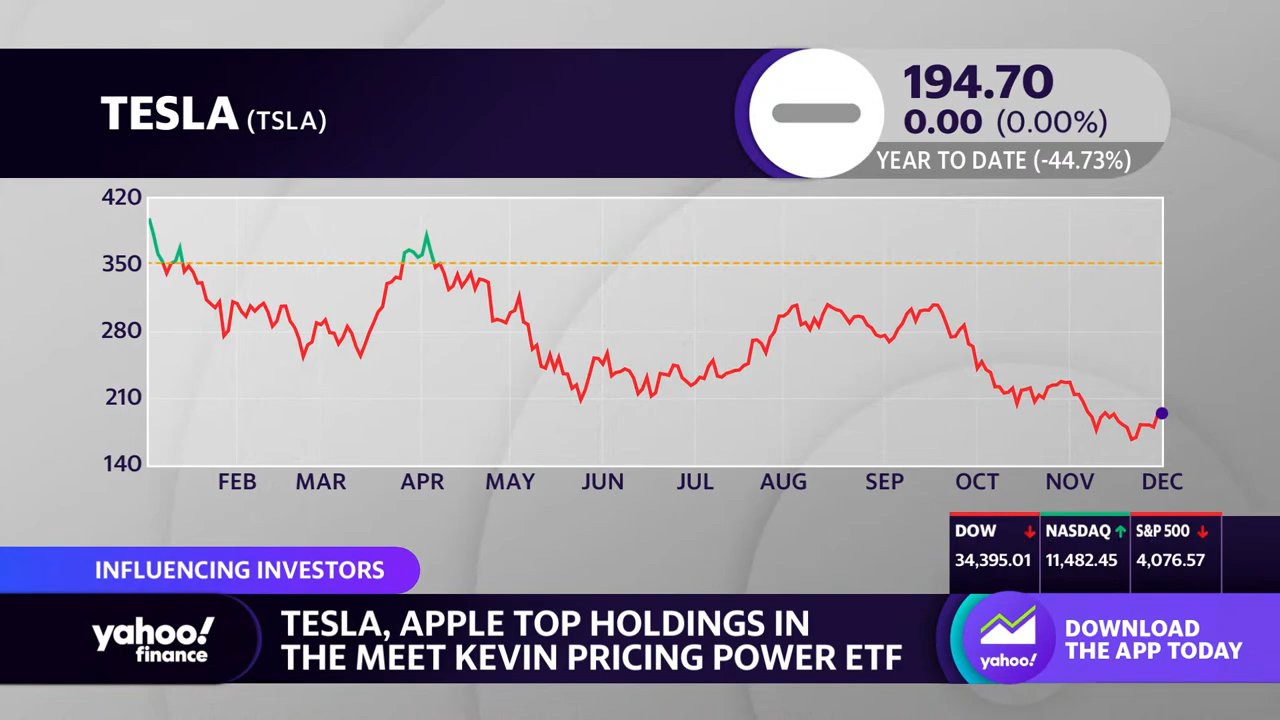 TESLA (TSLA)
194.70
0.00 (0.00%)
YEAR TO DATE (-44.73%)
420
350
280
210
140
FEB MAR APR MAY JUN JUL AUG SEP OCT NOV DEC
DOW NASDAQ S&P 500
34,395.01 11,482.45 4,076.57
INFLUENCING INVESTORS
yahoo!
finance
TESLA, APPLE TOP HOLDINGS IN
THE MEET KEVIN PRICING POWER ETF
yahoo!
DOWNLOAD
THE APP TODAY